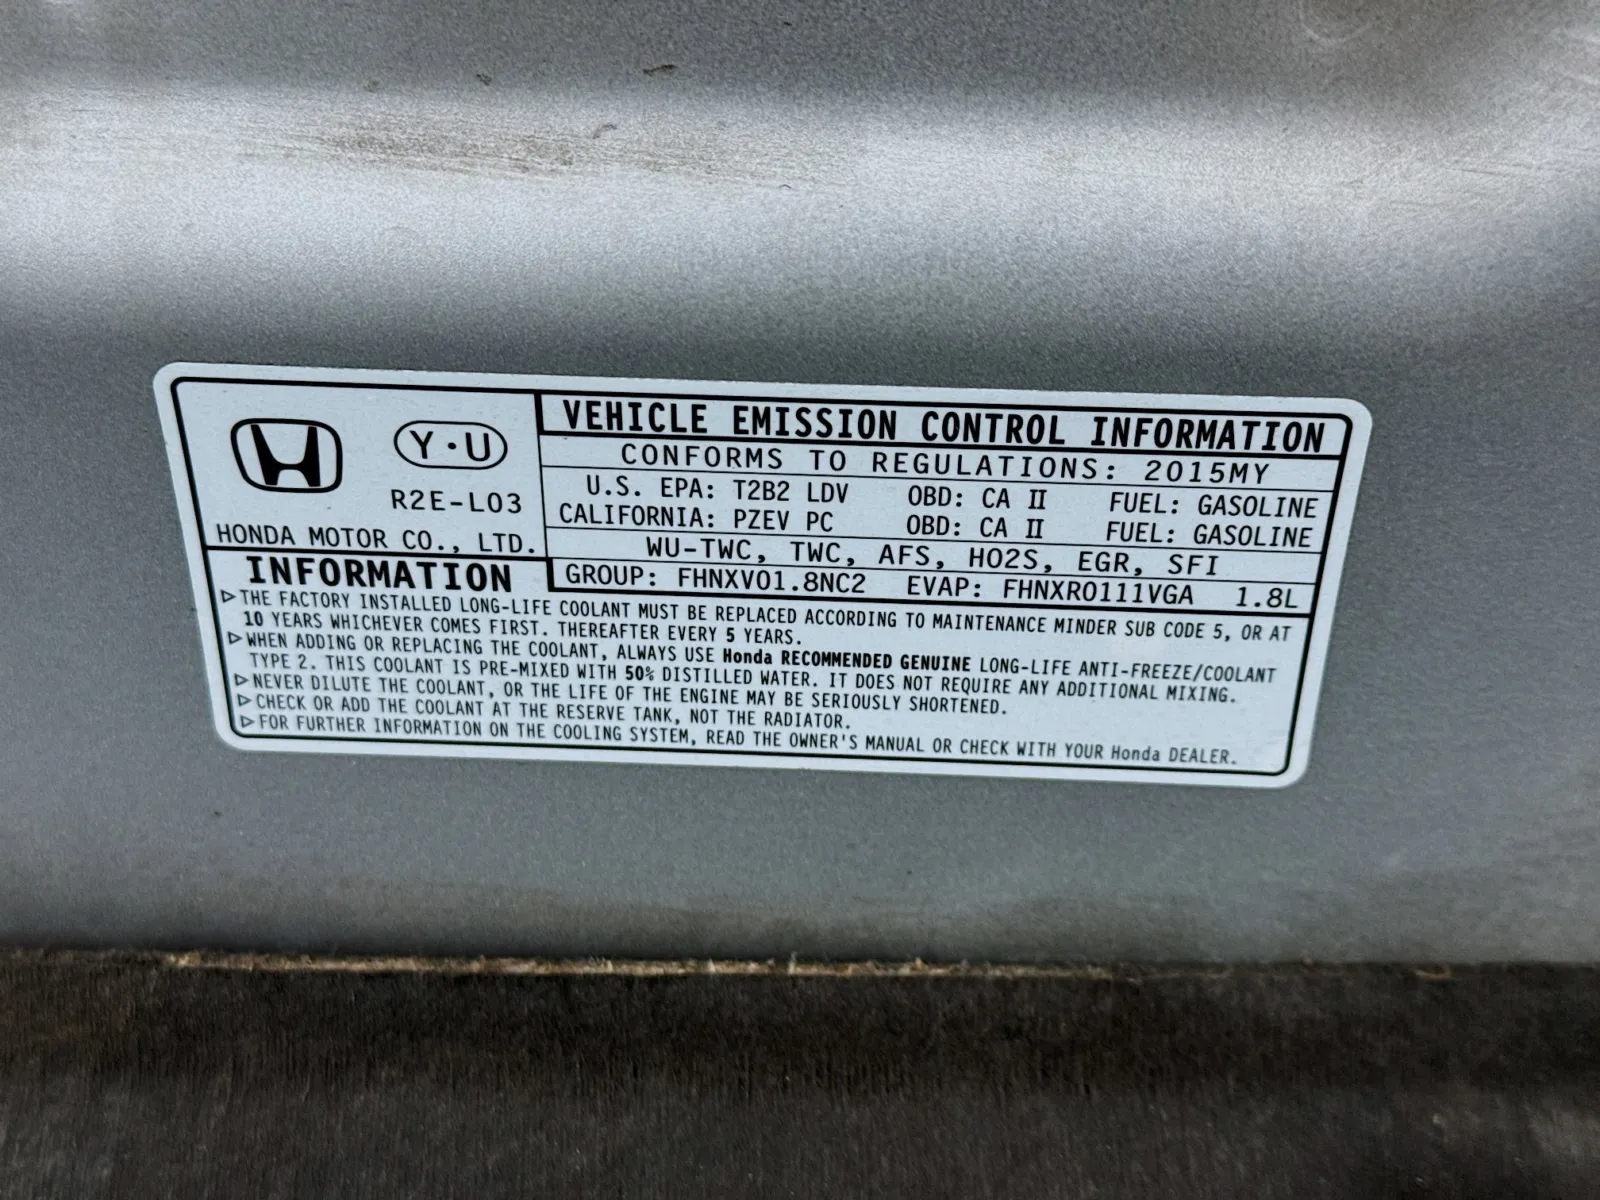 Y·U
R2E-L03
HONDA MOTOR CO., LTD.
VEHICLE EMISSION CONTROL INFORMATION
CONFORMS TO REGULATIONS: 2015MY
U.S. EPA: T2B2 LDV OBD: CA II FUEL: GASOLINE
CALIFORNIA: PZEV PC OBD: CA II FUEL: GASOLINE
WU-TWC, TWC, AFS, HO2S, EGR, SFI
GROUP: FHNXV01.8NC2 EVAP: FHNXR0111VGA 1.8L
INFORMATION
▷THE FACTORY INSTALLED LONG-LIFE COOLANT MUST BE REPLACED ACCORDING TO MAINTENANCE MINDER SUB CODE 5, OR AT
10 YEARS WHICHEVER COMES FIRST. THEREAFTER EVERY 5 YEARS.
▷WHEN ADDING OR REPLACING THE COOLANT, ALWAYS USE Honda RECOMMENDED GENUINE LONG-LIFE ANTI-FREEZE/COOLANT
TYPE 2. THIS COOLANT IS PRE-MIXED WITH 50% DISTILLED WATER. IT DOES NOT REQUIRE ANY ADDITIONAL MIXING.
▷NEVER DILUTE THE COOLANT, OR THE LIFE OF THE ENGINE MAY BE SERIOUSLY SHORTENED.
▷CHECK OR ADD THE COOLANT AT THE RESERVE TANK, NOT THE RADIATOR.
▷FOR FURTHER INFORMATION ON THE COOLING SYSTEM, READ THE OWNER'S MANUAL OR CHECK WITH YOUR Honda DEALER.